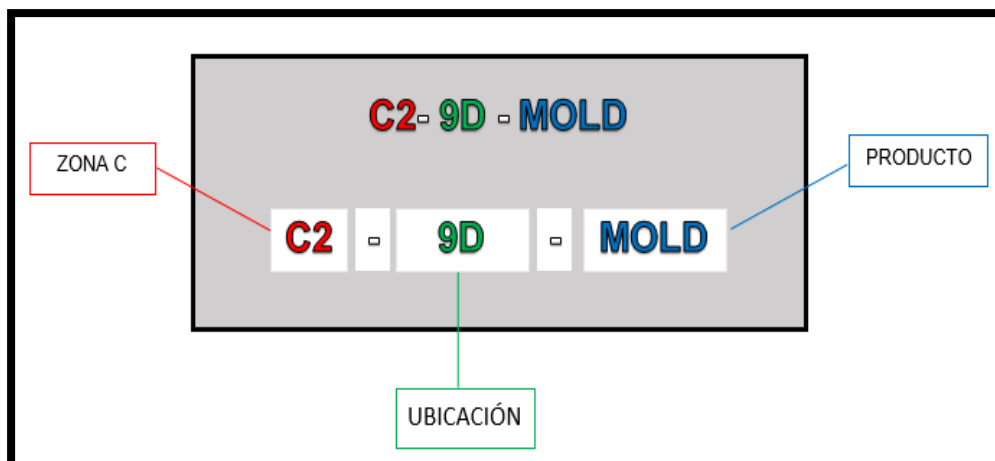 C2- 9D - MOLD
ZONA C
PRODUCTO
C2 - 9D - MOLD
UBICACIÓN